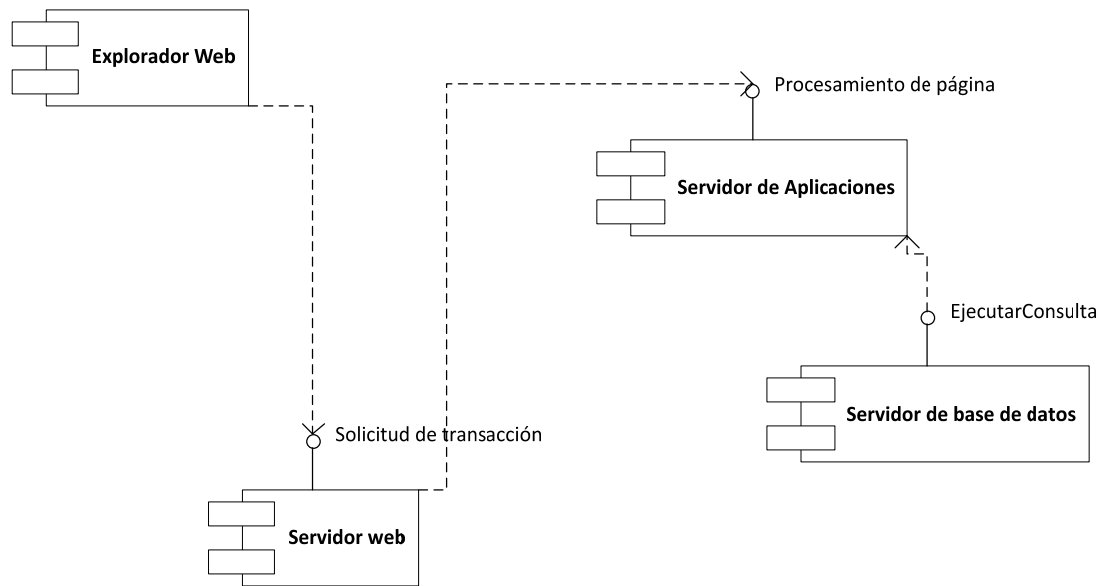 Explorador Web
Procesamiento de página
Servidor de Aplicaciones
EjecutarConsulta
Servidor de base de datos
Solicitud de transacción
Servidor web